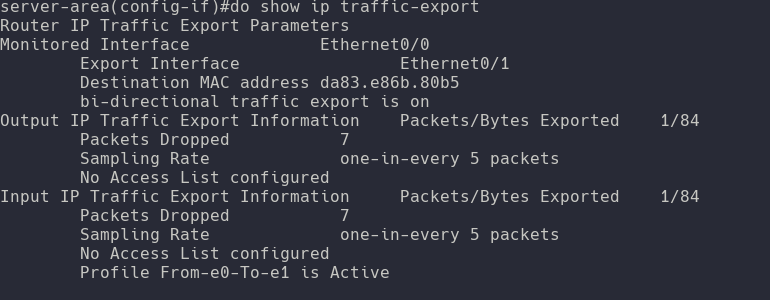 server-area(config-if)#do show ip traffic-export
Router IP Traffic Export Parameters
Monitored Interface             Ethernet0/0
        Export Interface                Ethernet0/1
        Destination MAC address da83.e86b.80b5
        bi-directional traffic export is on
Output IP Traffic Export Information    Packets/Bytes Exported    1/84
        Packets Dropped           7
        Sampling Rate             one-in-every 5 packets
        No Access List configured
Input IP Traffic Export Information     Packets/Bytes Exported    1/84
        Packets Dropped           7
        Sampling Rate             one-in-every 5 packets
        No Access List configured
        Profile From-e0-To-e1 is Active